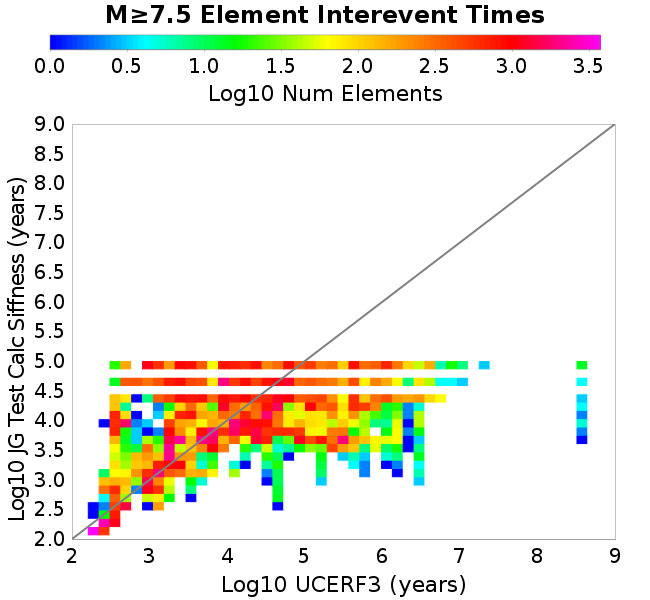 M≥7.5 Element Interevent Times
0.0 0.5 1.0 1.5 2.0 2.5 3.0 3.5
Log10 Num Elements
Log10 JG Test Calc Siffness (years)
9.0
8.5
8.0
7.5
7.0
6.5
6.0
5.5
5.0
4.5
4.0
3.5
3.0
2.5
2.0
2 3 4 5 6 7 8 9
Log10 UCERF3 (years)